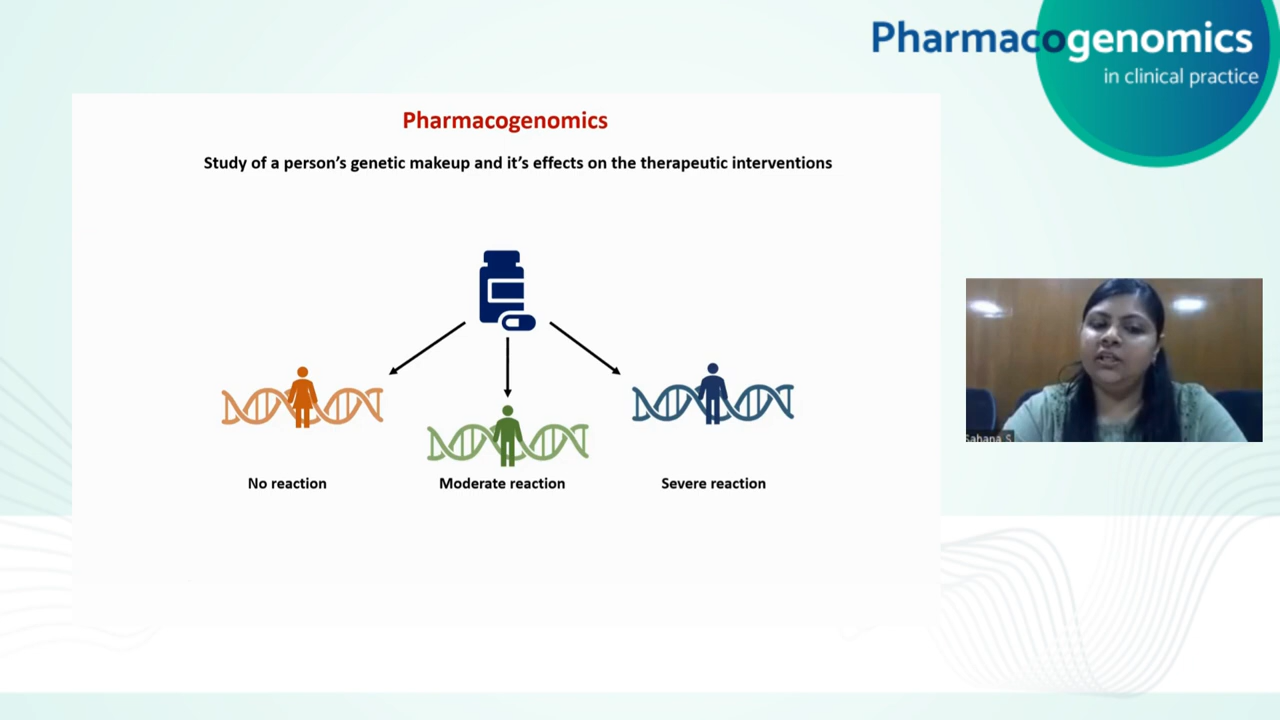 Pharmacogenomics
in clinical practice
Pharmacogenomics
Study of a person's genetic makeup and it's effects on the therapeutic interventions
No reaction
Moderate reaction
Severe reaction
Sahana S